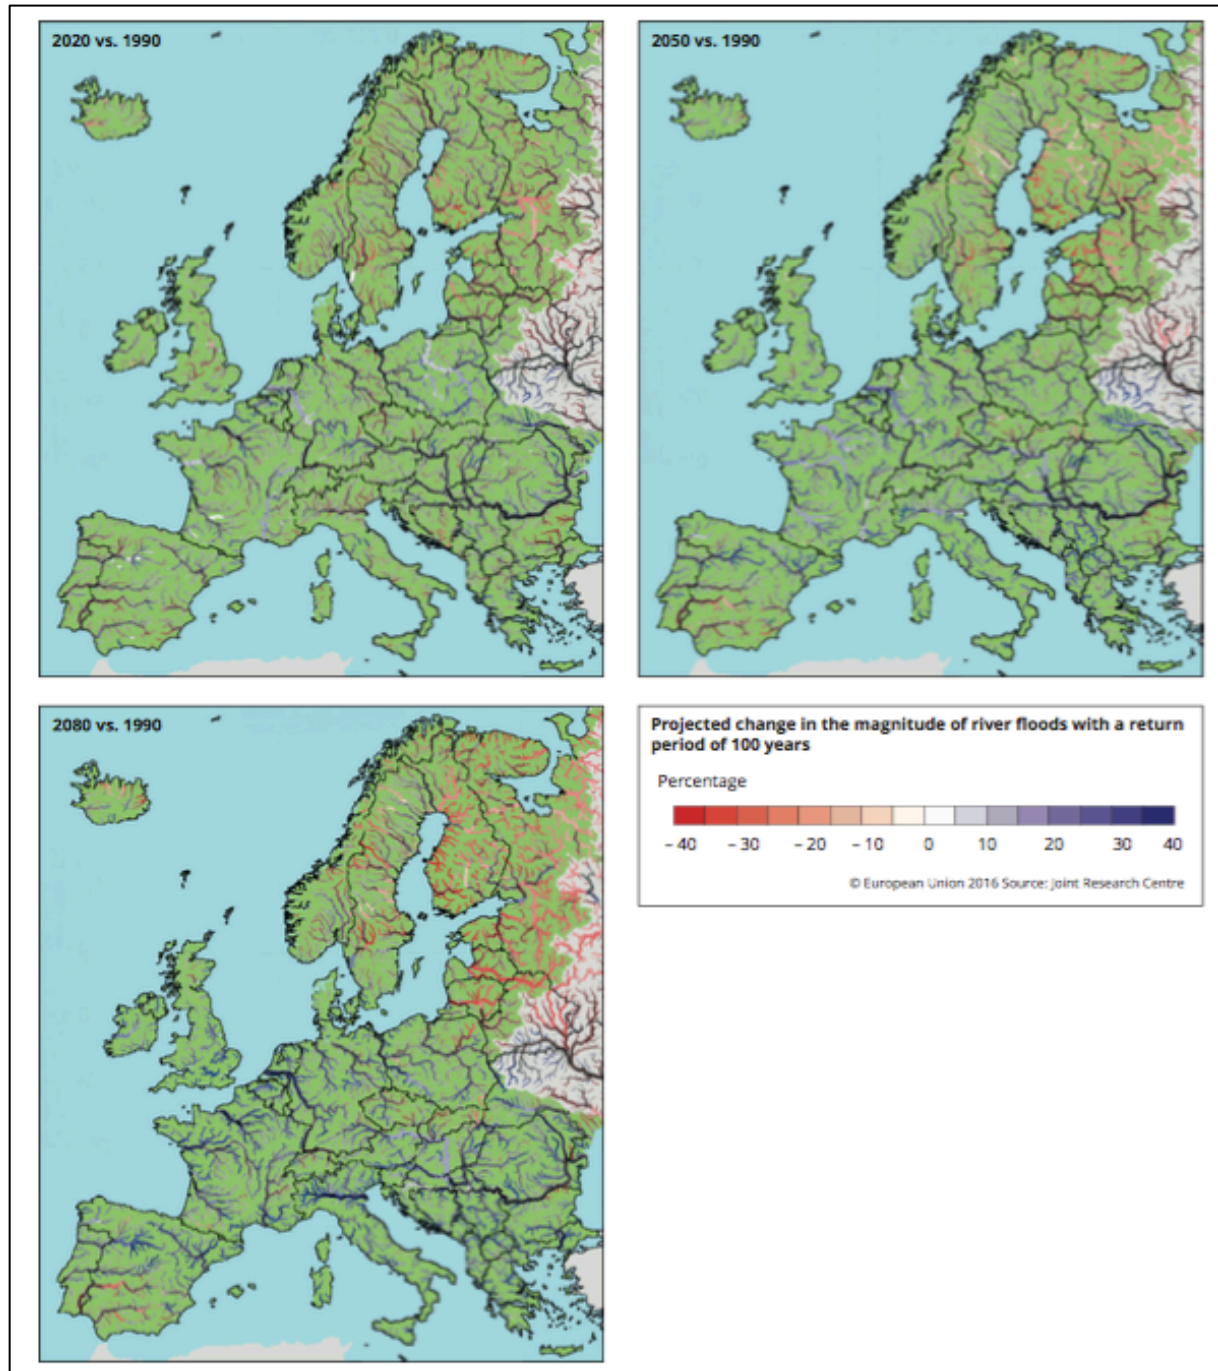 2020 vs. 1990
2050 vs. 1990
2080 vs. 1990
Projected change in the magnitude of river floods with a return
period of 100 years
Percentage
– 40 – 30 – 20 – 10 0 10 20 30 40
© European Union 2016 Source: Joint Research Centre